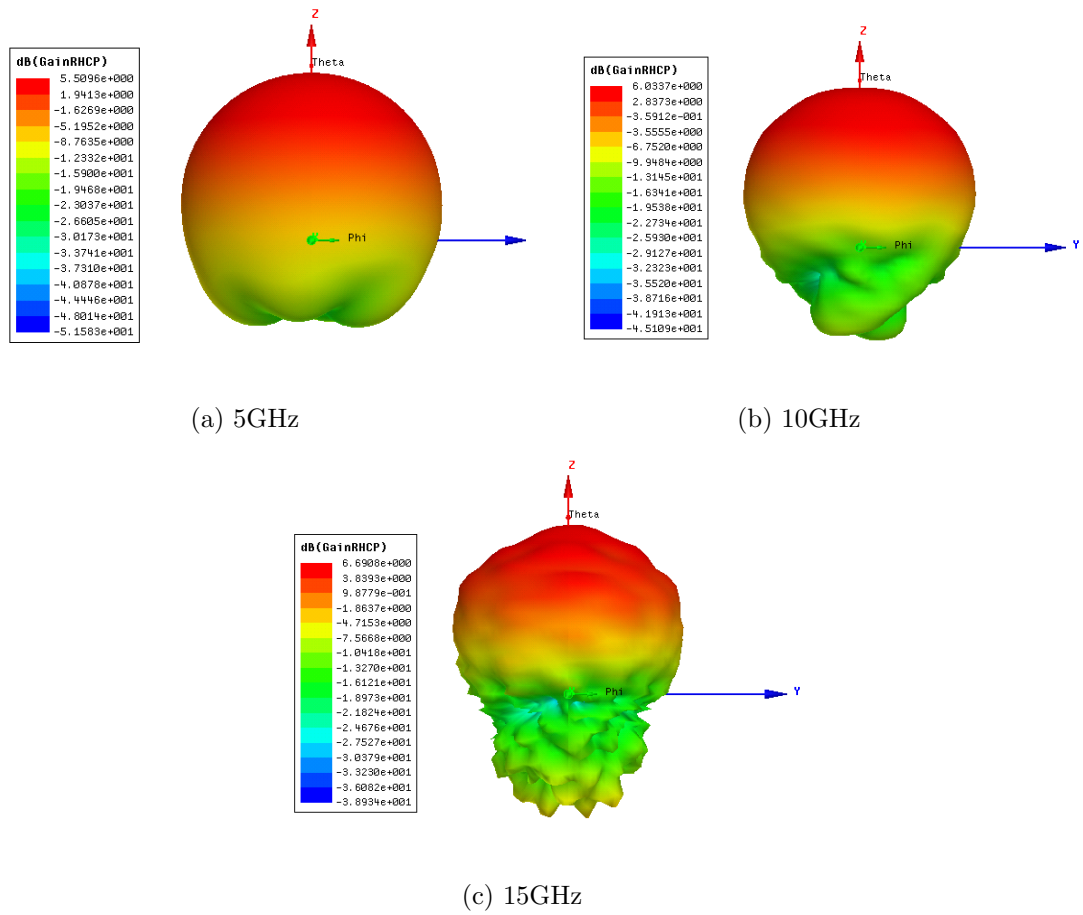 Z
Theta
dB(GainRHCP)
5.5096e+000
1.9413e+000
-1.6269e+000
-5.1952e+000
-8.7635e+000
-1.2332e+001
-1.5900e+001
-1.9468e+001
-2.3037e+001
-2.6605e+001
-3.0173e+001
-3.3741e+001
-3.7310e+001
-4.0878e+001
-4.4446e+001
-4.8014e+001
-5.1583e+001
Phi
(a) 5GHz
Z
Theta
dB(GainRHCP)
6.0337e+000
2.8373e+000
-3.5912e-001
-3.5555e+000
-6.7520e+000
-9.9484e+000
-1.3145e+001
-1.6341e+001
-1.9538e+001
-2.2734e+001
-2.5930e+001
-2.9127e+001
-3.2323e+001
-3.5520e+001
-3.8716e+001
-4.1913e+001
-4.5109e+001
Phi
Y
(b) 10GHz
Z
Theta
dB(GainRHCP)
6.6908e+000
3.8393e+000
9.8779e-001
-1.8637e+000
-4.7153e+000
-7.5668e+000
-1.0418e+001
-1.3270e+001
-1.6121e+001
-1.8973e+001
-2.1824e+001
-2.4676e+001
-2.7527e+001
-3.0379e+001
-3.3230e+001
-3.6082e+001
-3.8934e+001
Phi
Y
(c) 15GHz